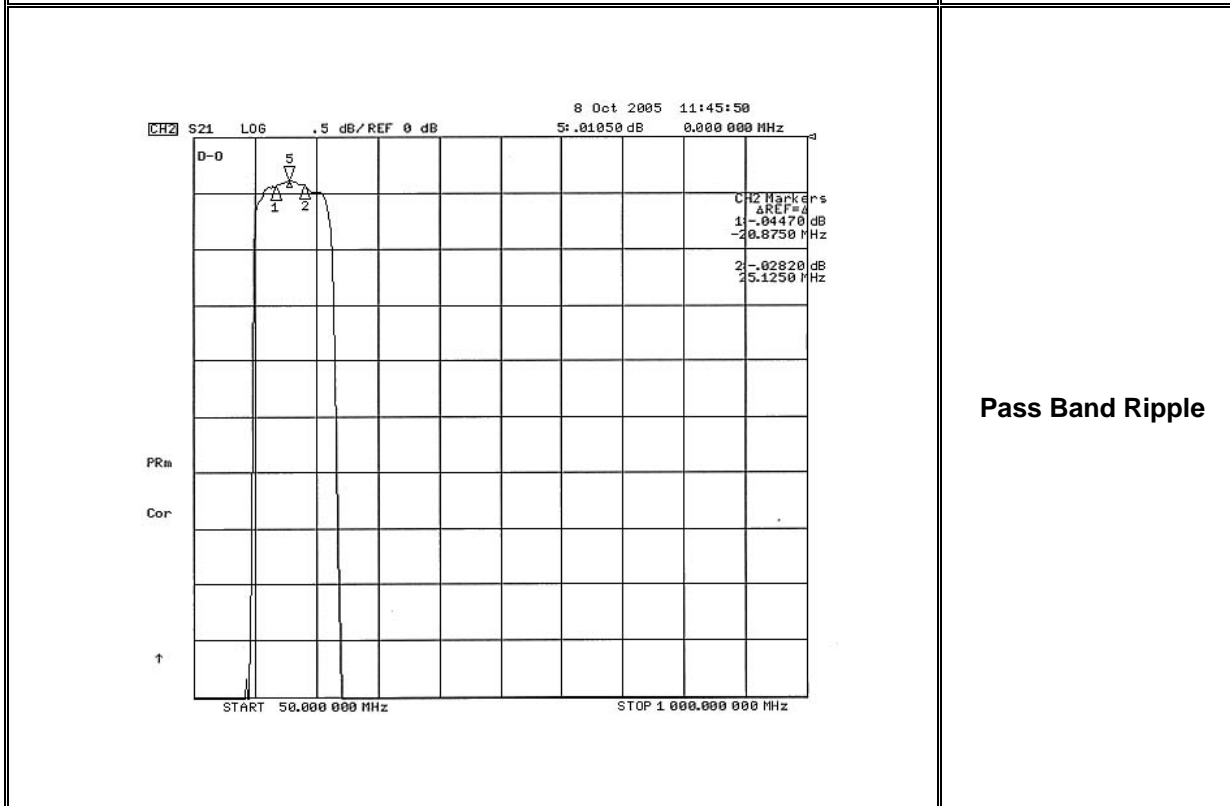 8 Oct 2005 11:45:50
CH2 S21 LOG .5 dB/ REF 0 dB 5:.01050 dB 0.000 000 MHz
D-O
5
1 2
CH2 Markers
ΔREF=Δ
1:-.04470 dB
-20.8750 MHz
2:-.02820 dB
25.1250 MHz
PRm
Cor
↑
START 50.000 000 MHz STOP 1 000.000 000 MHz
Pass Band Ripple